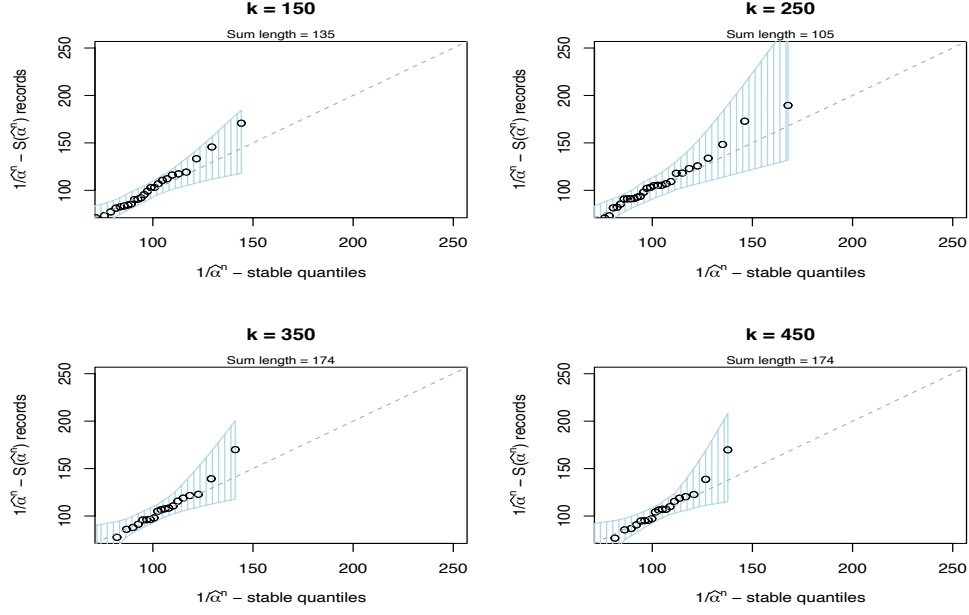 k = 150
Sum length = 135
1/α̂ⁿ − S(α̂ⁿ) records
250
200
150
100
100 150 200 250
1/α̂ⁿ − stable quantiles
k = 250
Sum length = 105
1/α̂ⁿ − S(α̂ⁿ) records
250
200
150
100
100 150 200 250
1/α̂ⁿ − stable quantiles
k = 350
Sum length = 174
1/α̂ⁿ − S(α̂ⁿ) records
250
200
150
100
100 150 200 250
1/α̂ⁿ − stable quantiles
k = 450
Sum length = 174
1/α̂ⁿ − S(α̂ⁿ) records
250
200
150
100
100 150 200 250
1/α̂ⁿ − stable quantiles